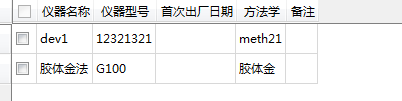 仪器名称 仪器型号 首次出厂日期 方法学 备注
dev1 12321321 meth21
胶体金法 G100 胶体金